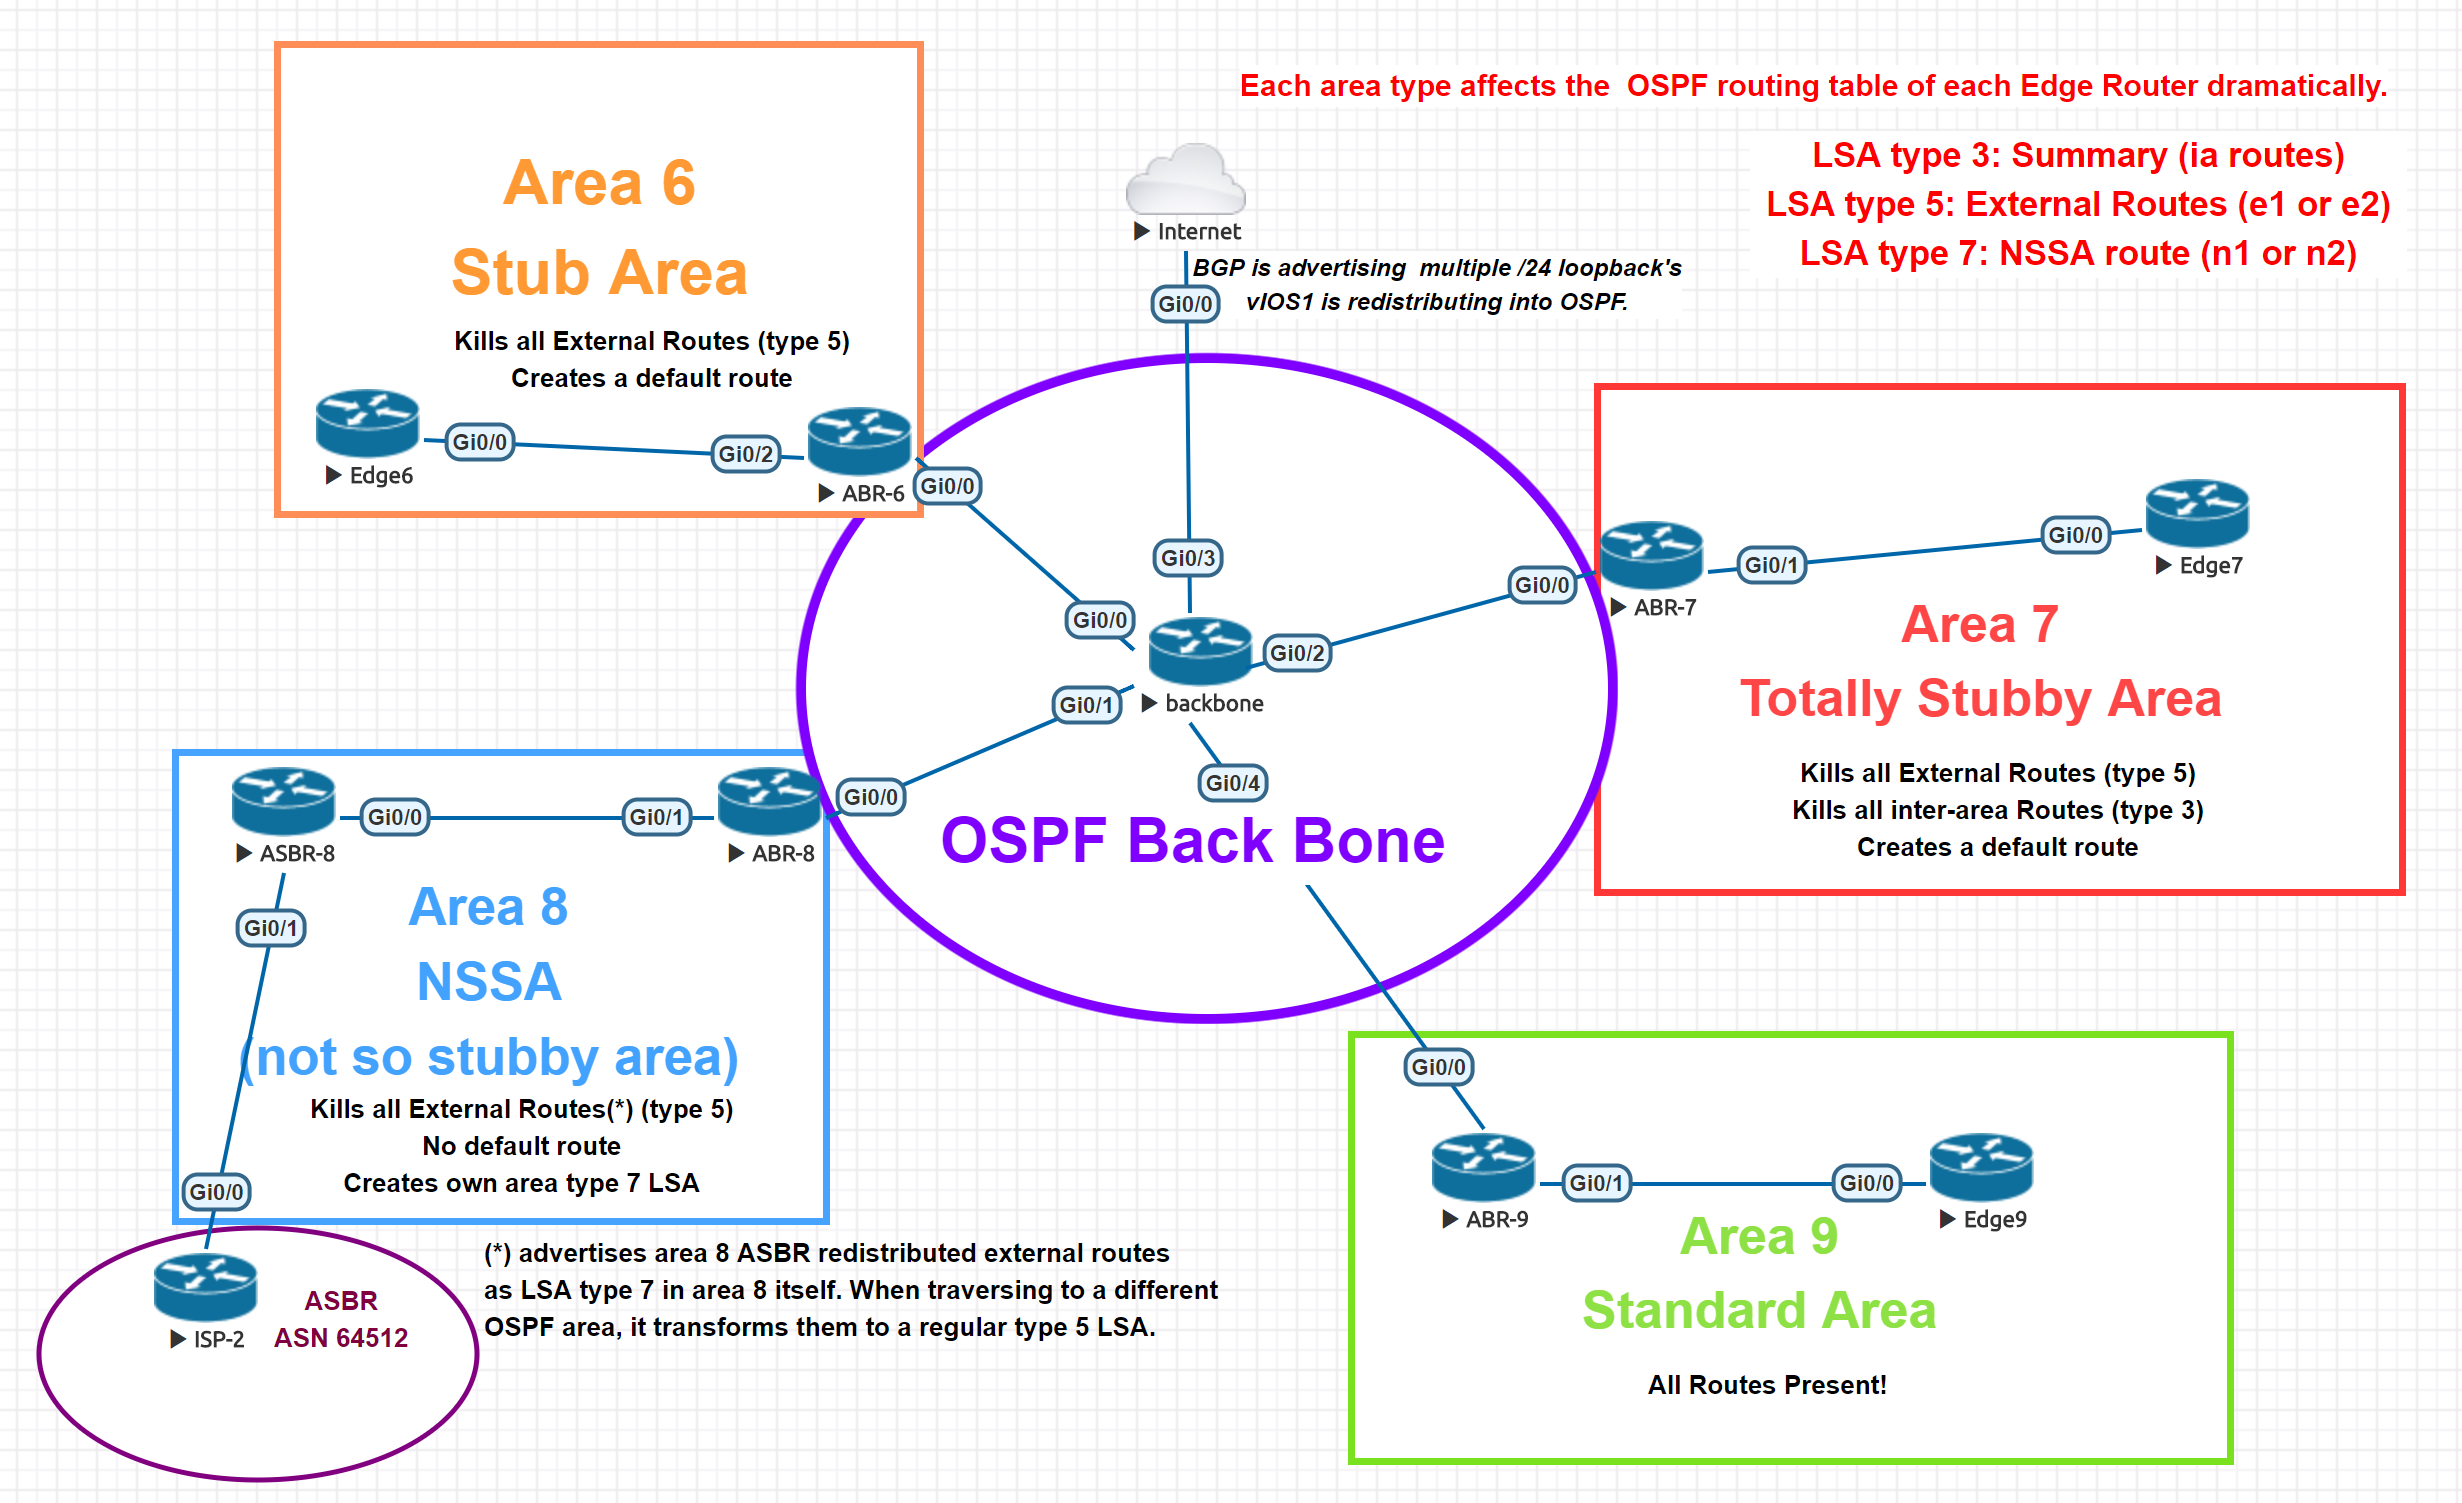 Each area type affects the  OSPF routing table of each Edge Router dramatically.
LSA type 3: Summary (ia routes)
LSA type 5: External Routes (e1 or e2)
LSA type 7: NSSA route (n1 or n2)
Internet
BGP is advertising  multiple /24 loopback's
vIOS1 is redistributing into OSPF.
Gi0/0
Area 6
Stub Area
Kills all External Routes (type 5)
Creates a default route
Gi0/0
Gi0/2
Edge6
ABR-6
Gi0/0
Gi0/3
Gi0/0
Gi0/2
Gi0/0
Gi0/1
backbone
Gi0/4
Gi0/0
OSPF Back Bone
ABR-7
Gi0/1
Gi0/0
Edge7
Area 7
Totally Stubby Area
Kills all External Routes (type 5)
Kills all inter-area Routes (type 3)
Creates a default route
Gi0/0
Gi0/1
ASBR-8
ABR-8
Gi0/1
Area 8
NSSA
(not so stubby area)
Kills all External Routes(*) (type 5)
No default route
Creates own area type 7 LSA
Gi0/0
ISP-2
ASBR
ASN 64512
(*) advertises area 8 ASBR redistributed external routes
as LSA type 7 in area 8 itself. When traversing to a different
OSPF area, it transforms them to a regular type 5 LSA.
Gi0/0
Gi0/1
Gi0/0
ABR-9
Edge9
Area 9
Standard Area
All Routes Present!